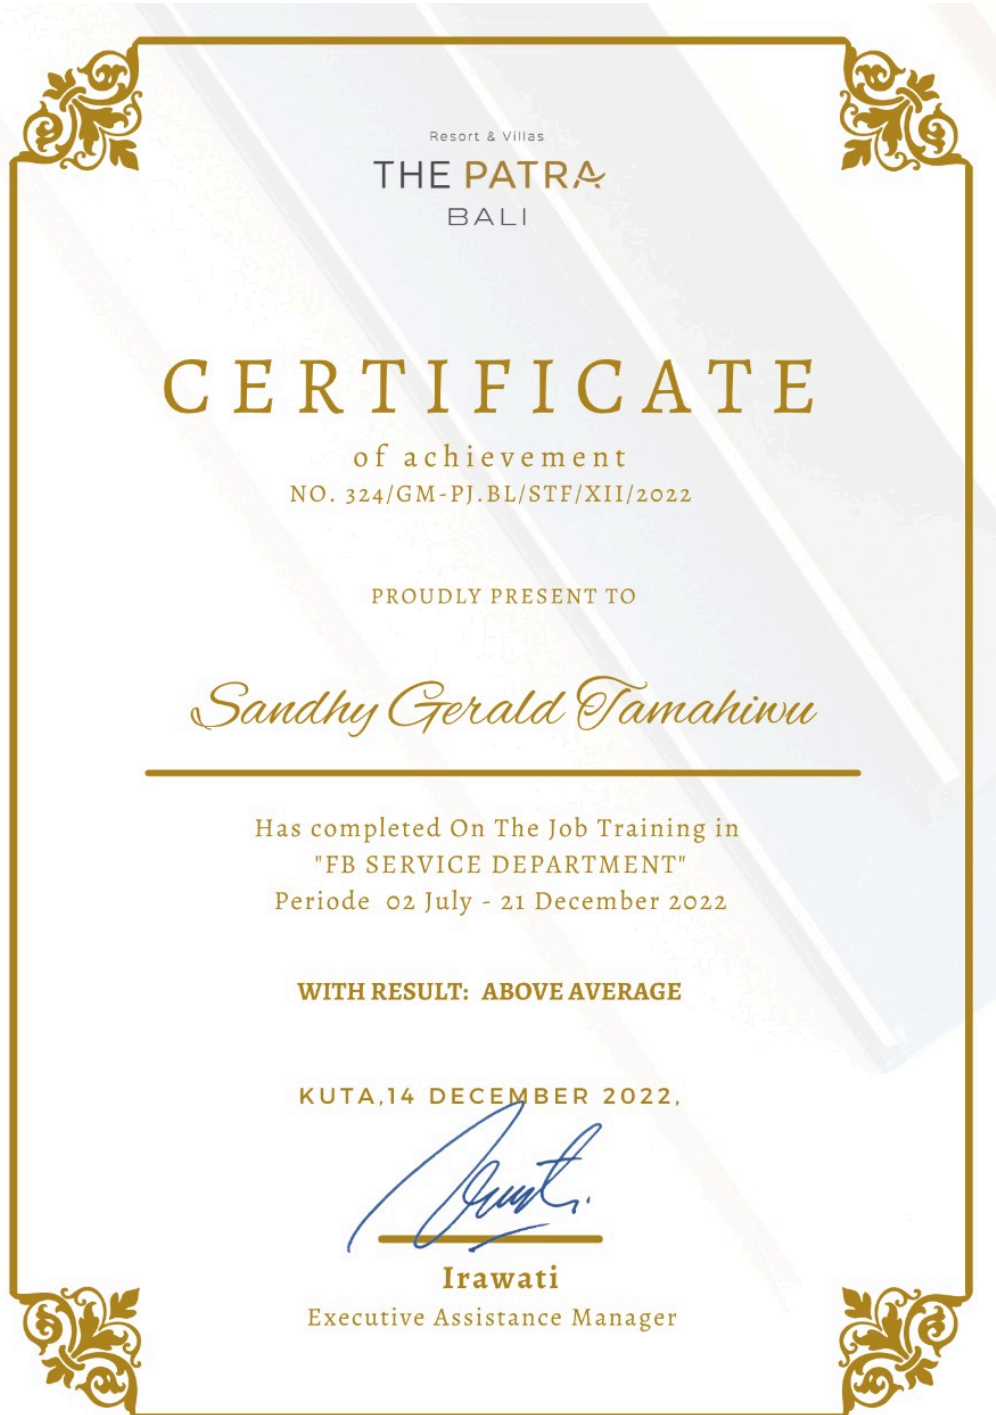 Resort & Villas
THE PATRA
BALI
CERTIFICATE
of achievement
NO. 324/GM-PJ.BL/STF/XII/2022
PROUDLY PRESENT TO
Sandhy Gerald Tamahiwu
Has completed On The Job Training in
"FB SERVICE DEPARTMENT"
Periode 02 July - 21 December 2022
WITH RESULT: ABOVE AVERAGE
KUTA,14 DECEMBER 2022,
Irawati
Executive Assistance Manager